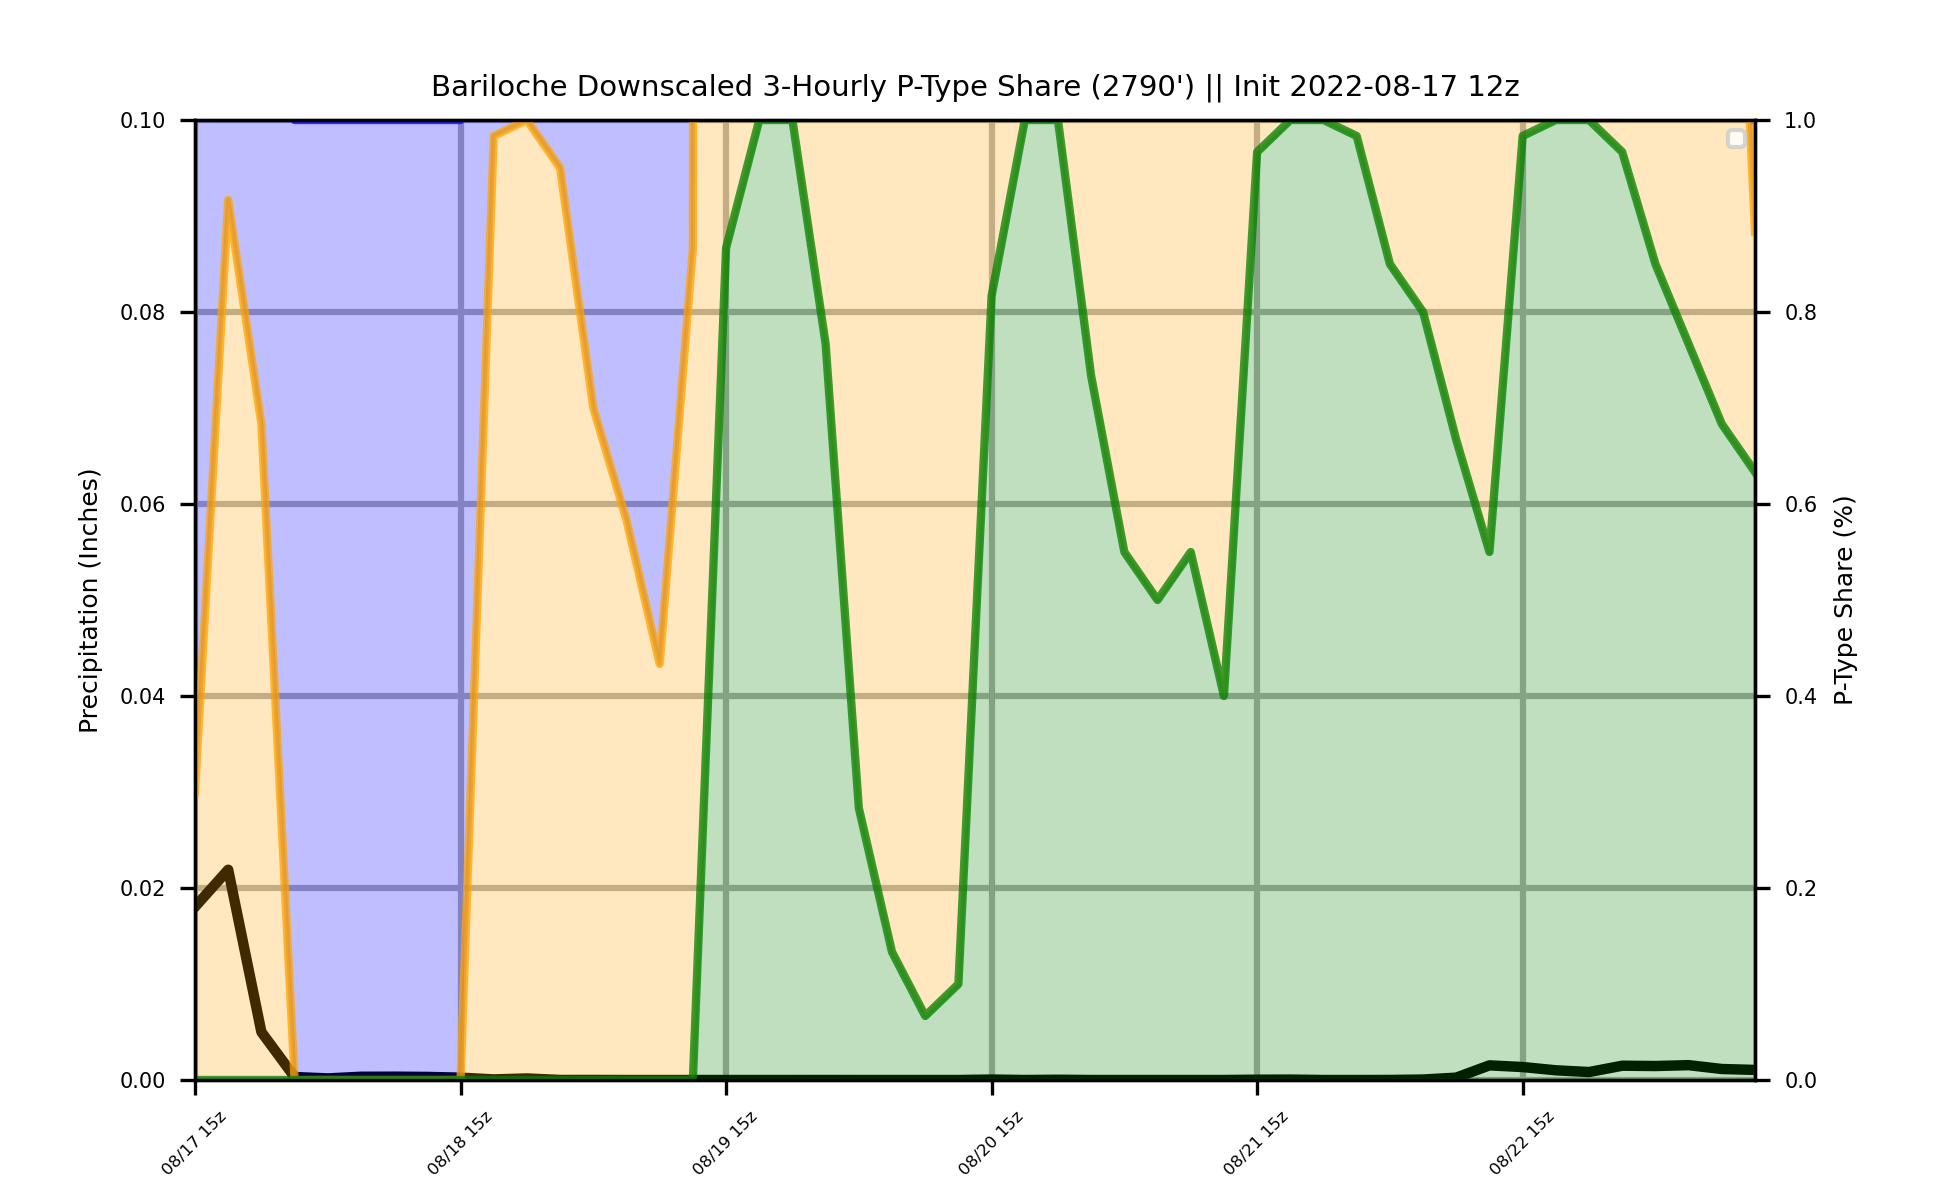 Bariloche Downscaled 3-Hourly P-Type Share (2790') || Init 2022-08-17 12z
0.10
0.08
0.06
0.04
0.02
0.00
Precipitation (Inches)
1.0
0.8
0.6
0.4
0.2
0.0
P-Type Share (%)
08/17 15z
08/18 15z
08/19 15z
08/20 15z
08/21 15z
08/22 15z